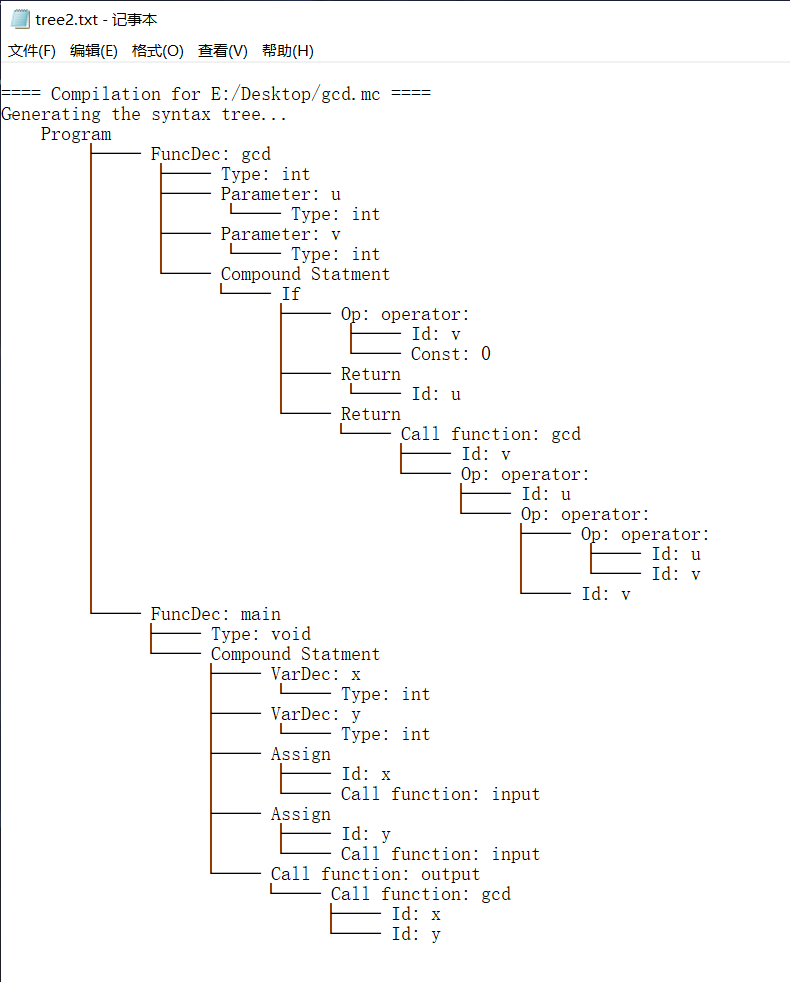 tree2.txt - 记事本
文件(F) 编辑(E) 格式(O) 查看(V) 帮助(H)
==== Compilation for E:/Desktop/gcd.mc ====
Generating the syntax tree...
Program
FuncDec: gcd
Type: int
Parameter: u
Type: int
Parameter: v
Type: int
Compound Statment
If
Op: operator:
Id: v
Const: 0
Return
Id: u
Return
Call function: gcd
Id: v
Op: operator:
Id: u
Op: operator:
Op: operator:
Id: u
Id: v
Id: v
FuncDec: main
Type: void
Compound Statment
VarDec: x
Type: int
VarDec: y
Type: int
Assign
Id: x
Call function: input
Assign
Id: y
Call function: input
Call function: output
Call function: gcd
Id: x
Id: y